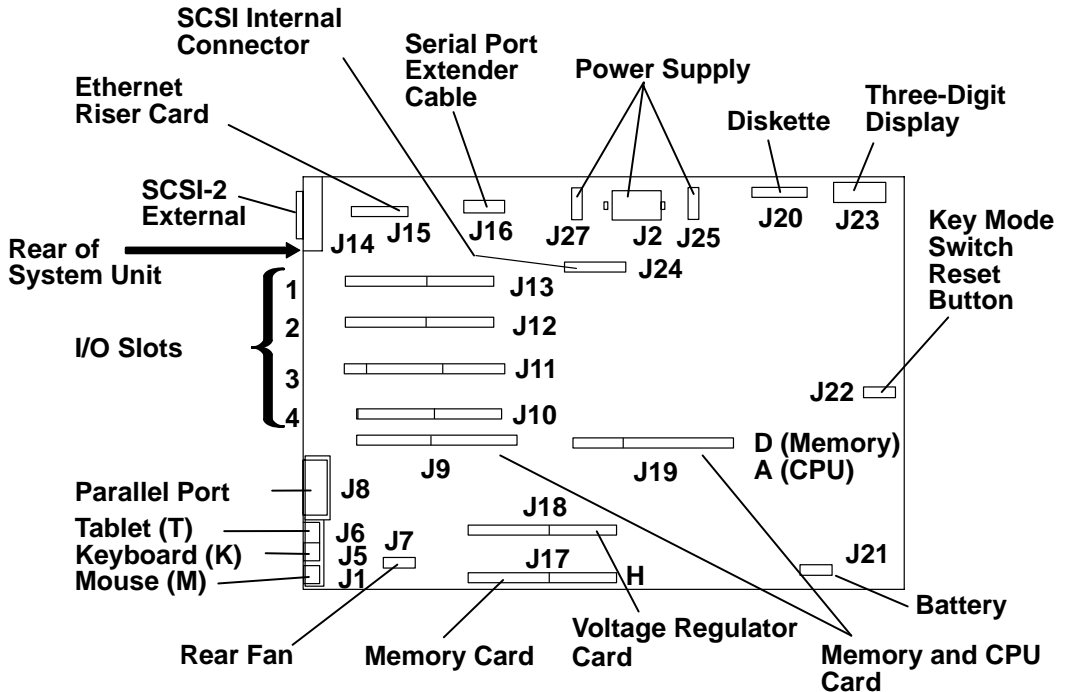 SCSI Internal
Connector
Serial Port
Extender
Cable
Power Supply
Ethernet
Riser Card
Three-Digit
Display
Diskette
SCSI-2
External
J14
J15
J16
J27
J2
J25
J20
J23
Key Mode
Switch
Reset
Button
Rear of
System Unit
J24
1
J13
2
J12
I/O Slots
3
J11
J22
4
J10
D (Memory)
A (CPU)
J9
J19
Parallel Port
J8
J18
Tablet (T)
J6
Keyboard (K)
J5
J7
Mouse (M)
J1
J17
H
J21
Battery
Rear Fan
Memory Card
Voltage Regulator
Card
Memory and CPU
Card